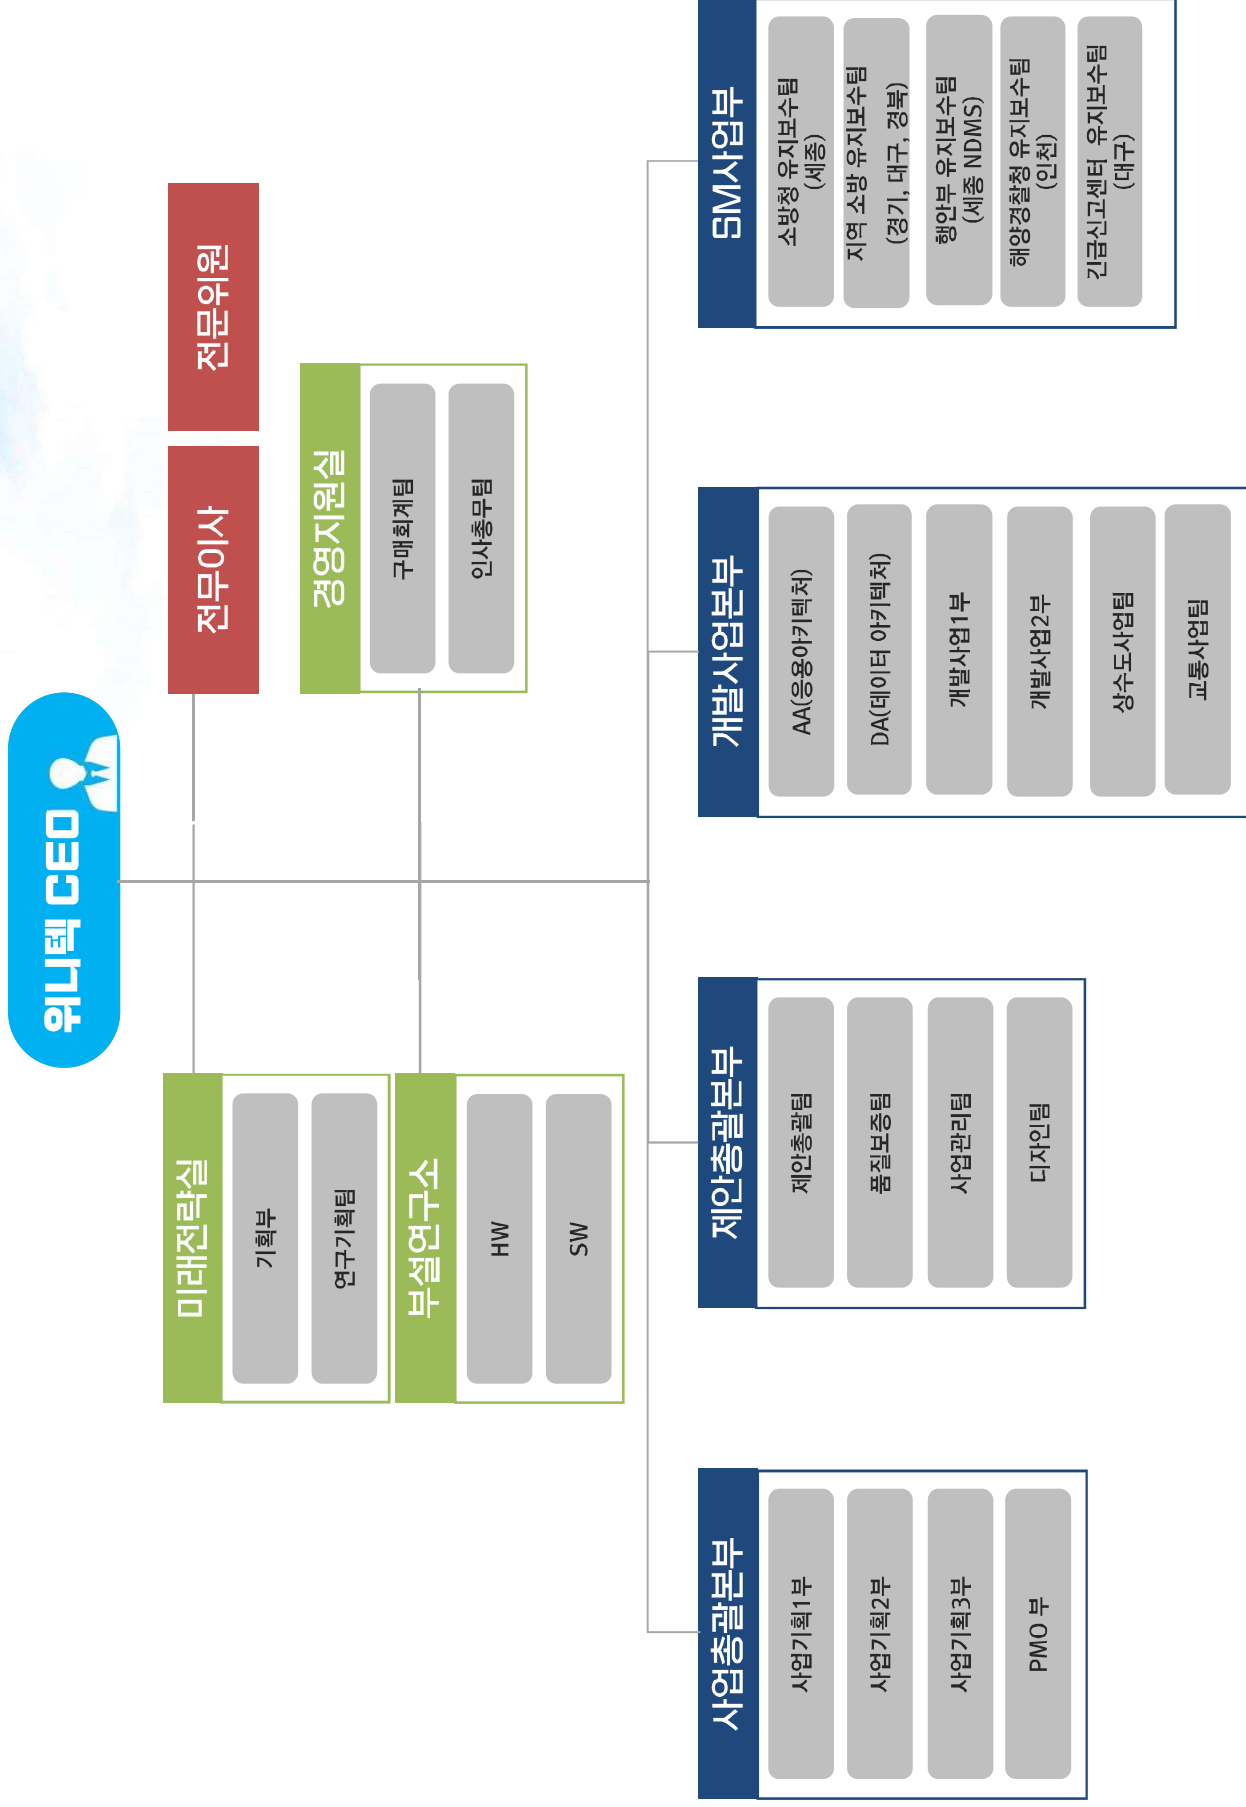 위니텍 CEO
전무이사
전문위원
미래전략실
기획부
연구기획팀
경영지원실
구매회계팀
인사총무팀
부설연구소
HW
SW
사업총괄본부
사업기획1부
사업기획2부
사업기획3부
PMO 부
제안총괄본부
제안총괄팀
품질보증팀
사업관리팀
디자인팀
개발사업본부
AA(응용아키텍처)
DA(데이터 아키텍처)
개발사업1부
개발사업2부
상수도사업팀
교통사업팀
SM사업부
소방청 유지보수팀
(세종)
지역 소방 유지보수팀
(경기, 대구, 경북)
행안부 유지보수팀
(세종 NDMS)
해양경찰청 유지보수팀
(인천)
긴급신고센터 유지보수팀
(대구)